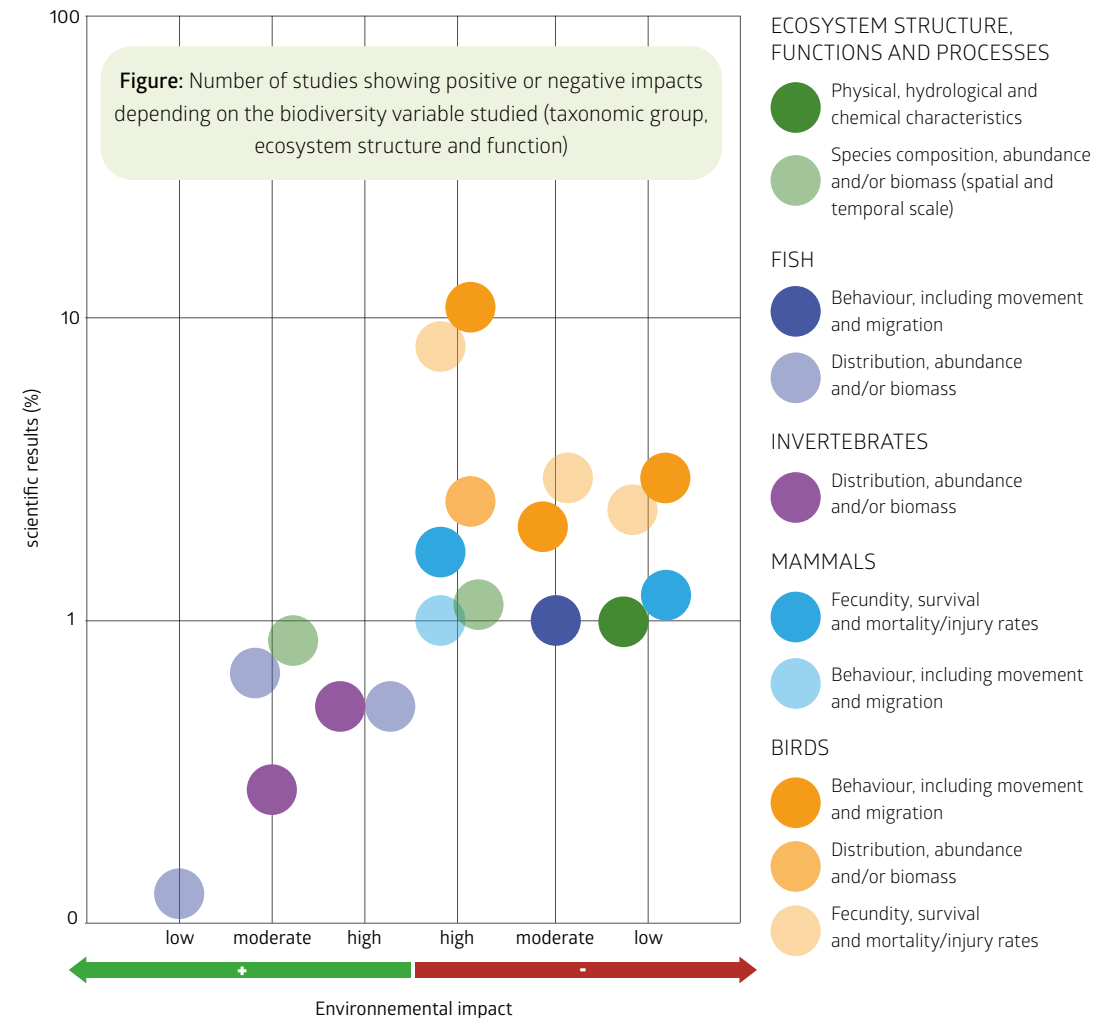 100
Figure: Number of studies showing positive or negative impacts
depending on the biodiversity variable studied (taxonomic group,
ecosystem structure and function)
10
scientific results (%)
1
0
low moderate high high moderate low
+ -
Environnemental impact
ECOSYSTEM STRUCTURE,
FUNCTIONS AND PROCESSES
Physical, hydrological and
chemical characteristics
Species composition, abundance
and/or biomass (spatial and
temporal scale)
FISH
Behaviour, including movement
and migration
Distribution, abundance
and/or biomass
INVERTEBRATES
Distribution, abundance
and/or biomass
MAMMALS
Fecundity, survival
and mortality/injury rates
Behaviour, including movement
and migration
BIRDS
Behaviour, including movement
and migration
Distribution, abundance
and/or biomass
Fecundity, survival
and mortality/injury rates